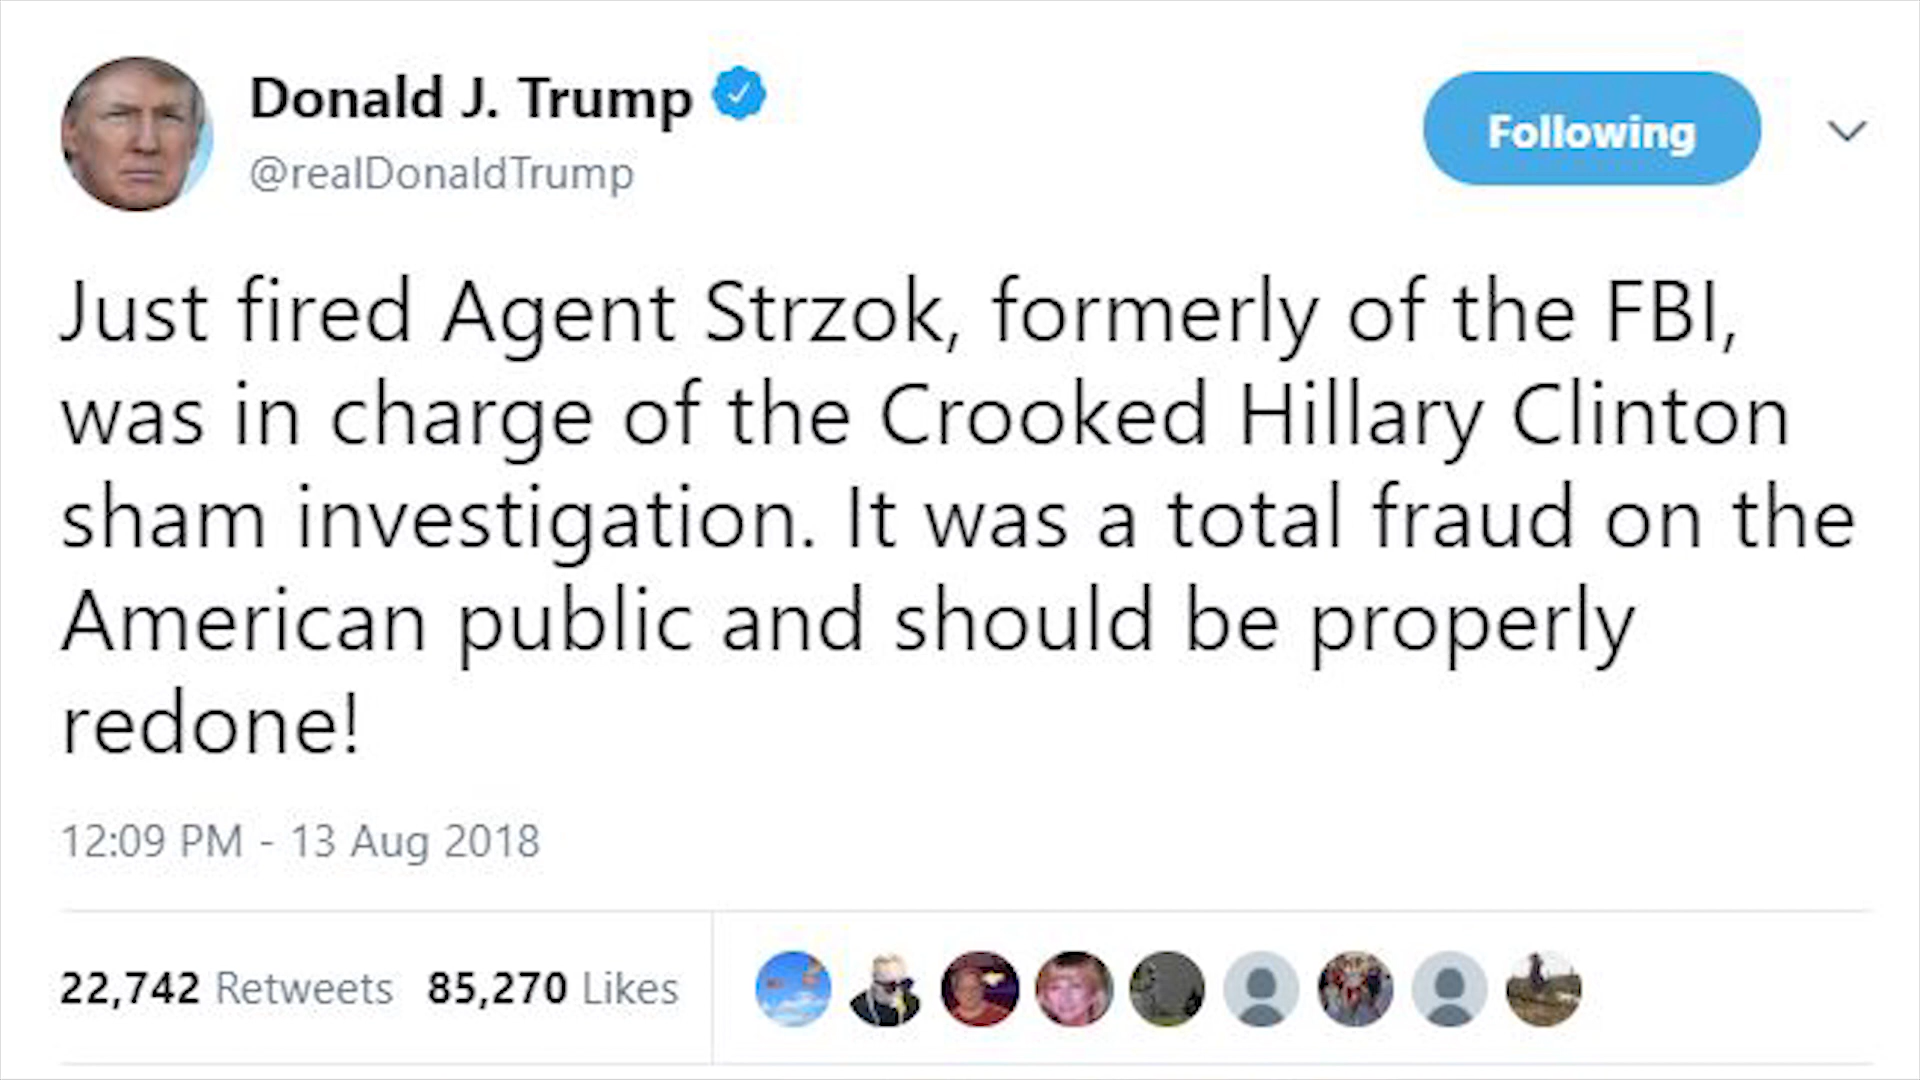 Donald J. Trump
@realDonaldTrump
Following
Just fired Agent Strzok, formerly of the FBI,
was in charge of the Crooked Hillary Clinton
sham investigation. It was a total fraud on the
American public and should be properly
redone!
12:09 PM - 13 Aug 2018
22,742 Retweets 85,270 Likes